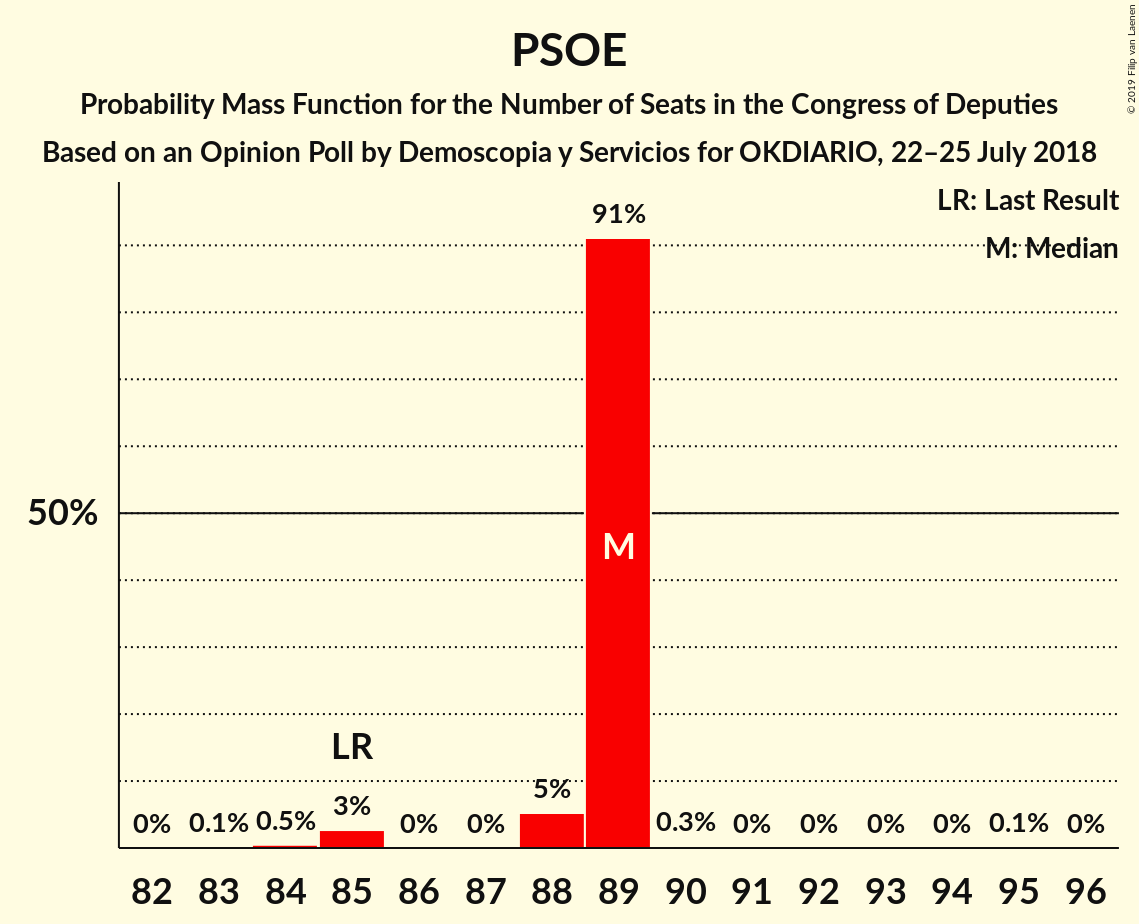 PSOE
Probability Mass Function for the Number of Seats in the Congress of Deputies
Based on an Opinion Poll by Demoscopia y Servicios for OKDIARIO, 22–25 July 2018
© 2019 Filip van Laenen
LR: Last Result
M: Median
91%
50%
M
LR
0% 0.1% 0.5% 3% 0% 0% 5% 0.3% 0% 0% 0% 0% 0.1% 0%
82 83 84 85 86 87 88 89 90 91 92 93 94 95 96